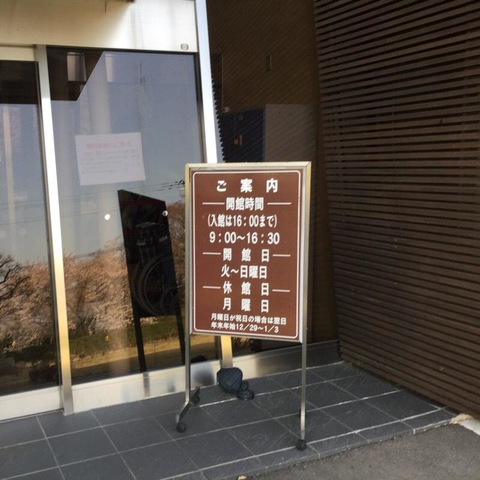 ご案内
開館時間
(入館は16:00まで)
9:00〜16:30
開館日
火〜日曜日
休館日
月曜日
月曜日が祝日の場合は翌日
年末年始12/29〜1/3